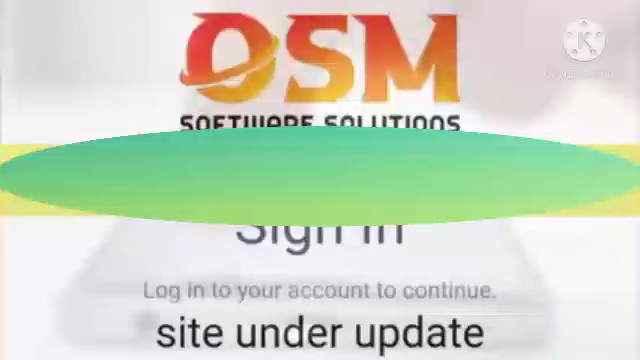 OSM
SOFTWARE SOLUTIONS
Sign in
Log in to your account to continue.
site under update